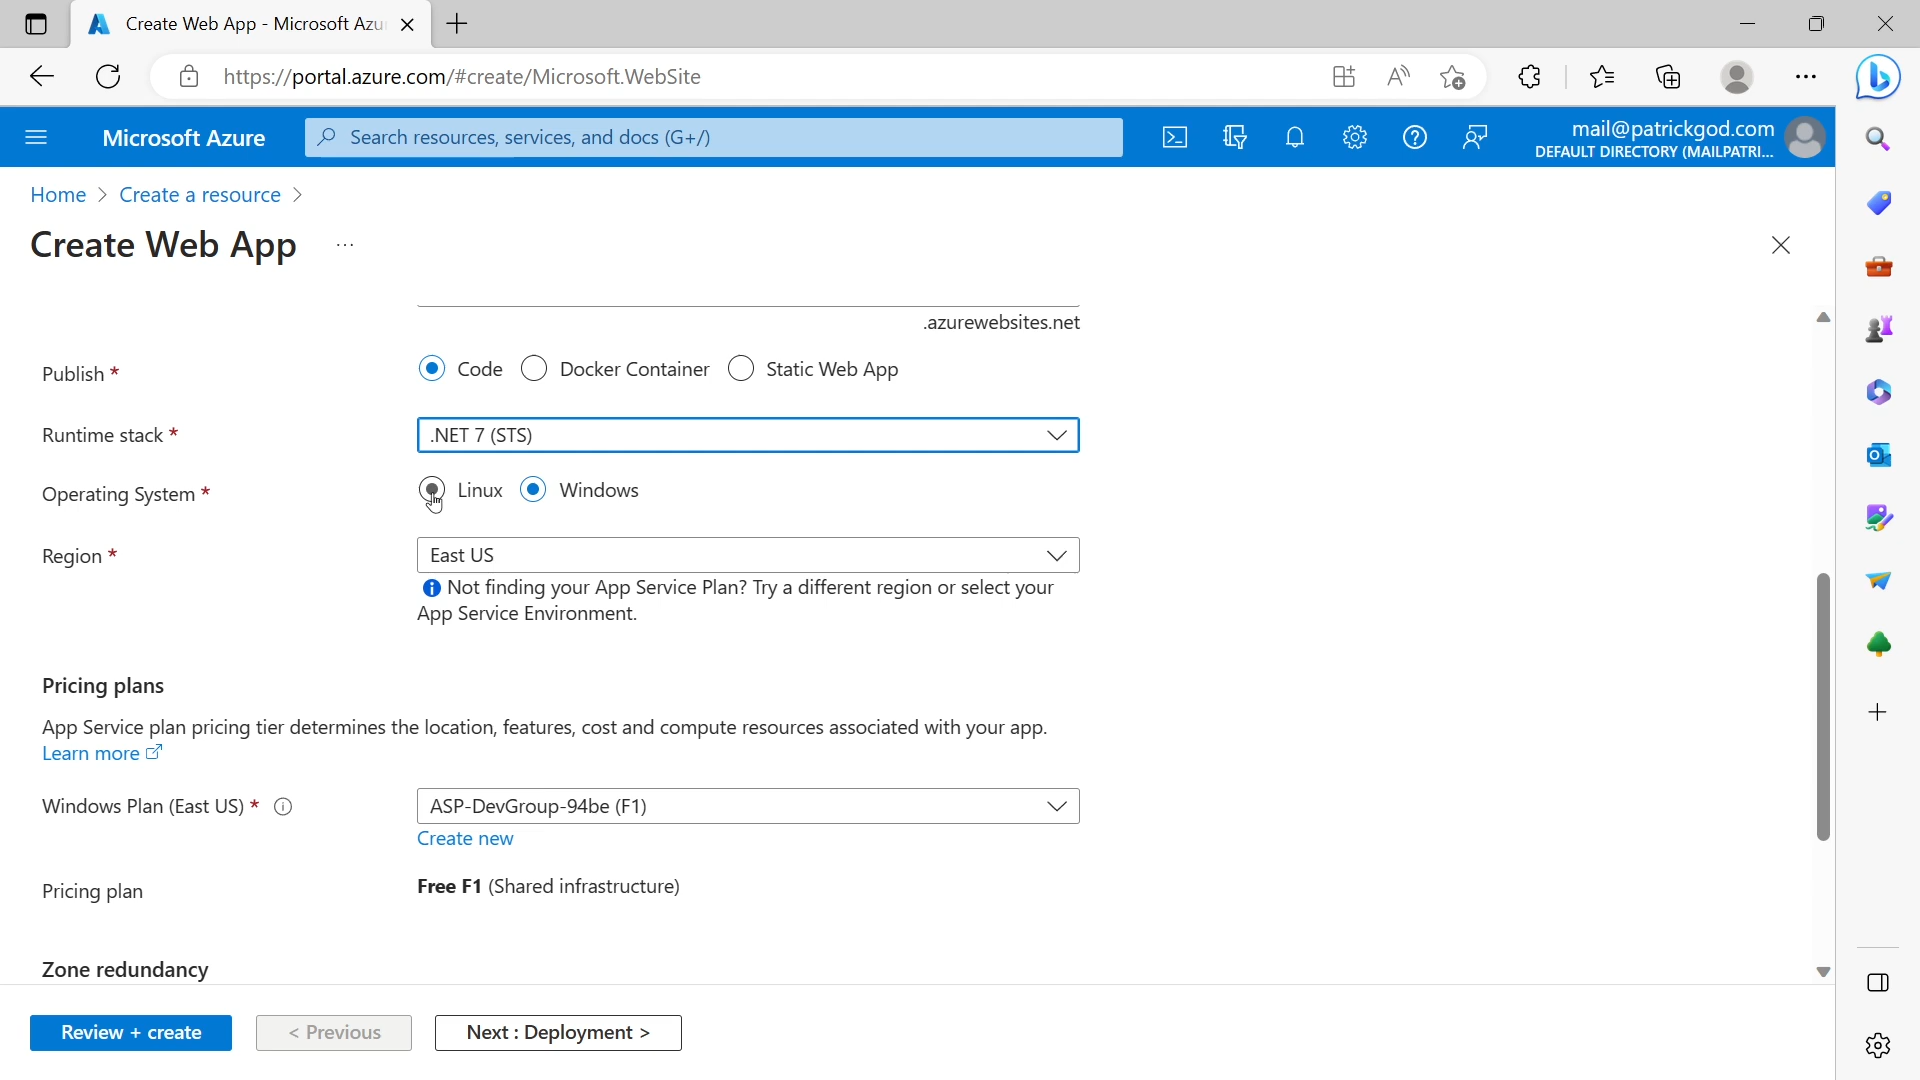 Create Web App - Microsoft Azu
https://portal.azure.com/#create/Microsoft.WebSite
Microsoft Azure
Search resources, services, and docs (G+/)
mail@patrickgod.com
DEFAULT DIRECTORY (MAILPATRI...
Home > Create a resource >
Create Web App ...
.azurewebsites.net
Publish *
Code
Docker Container
Static Web App
Runtime stack *
.NET 7 (STS)
Operating System *
Linux
Windows
Region *
East US
Not finding your App Service Plan? Try a different region or select your
App Service Environment.
Pricing plans
App Service plan pricing tier determines the location, features, cost and compute resources associated with your app.
Learn more
Windows Plan (East US) *
ASP-DevGroup-94be (F1)
Create new
Pricing plan
Free F1 (Shared infrastructure)
Zone redundancy
Review + create
< Previous
Next : Deployment >